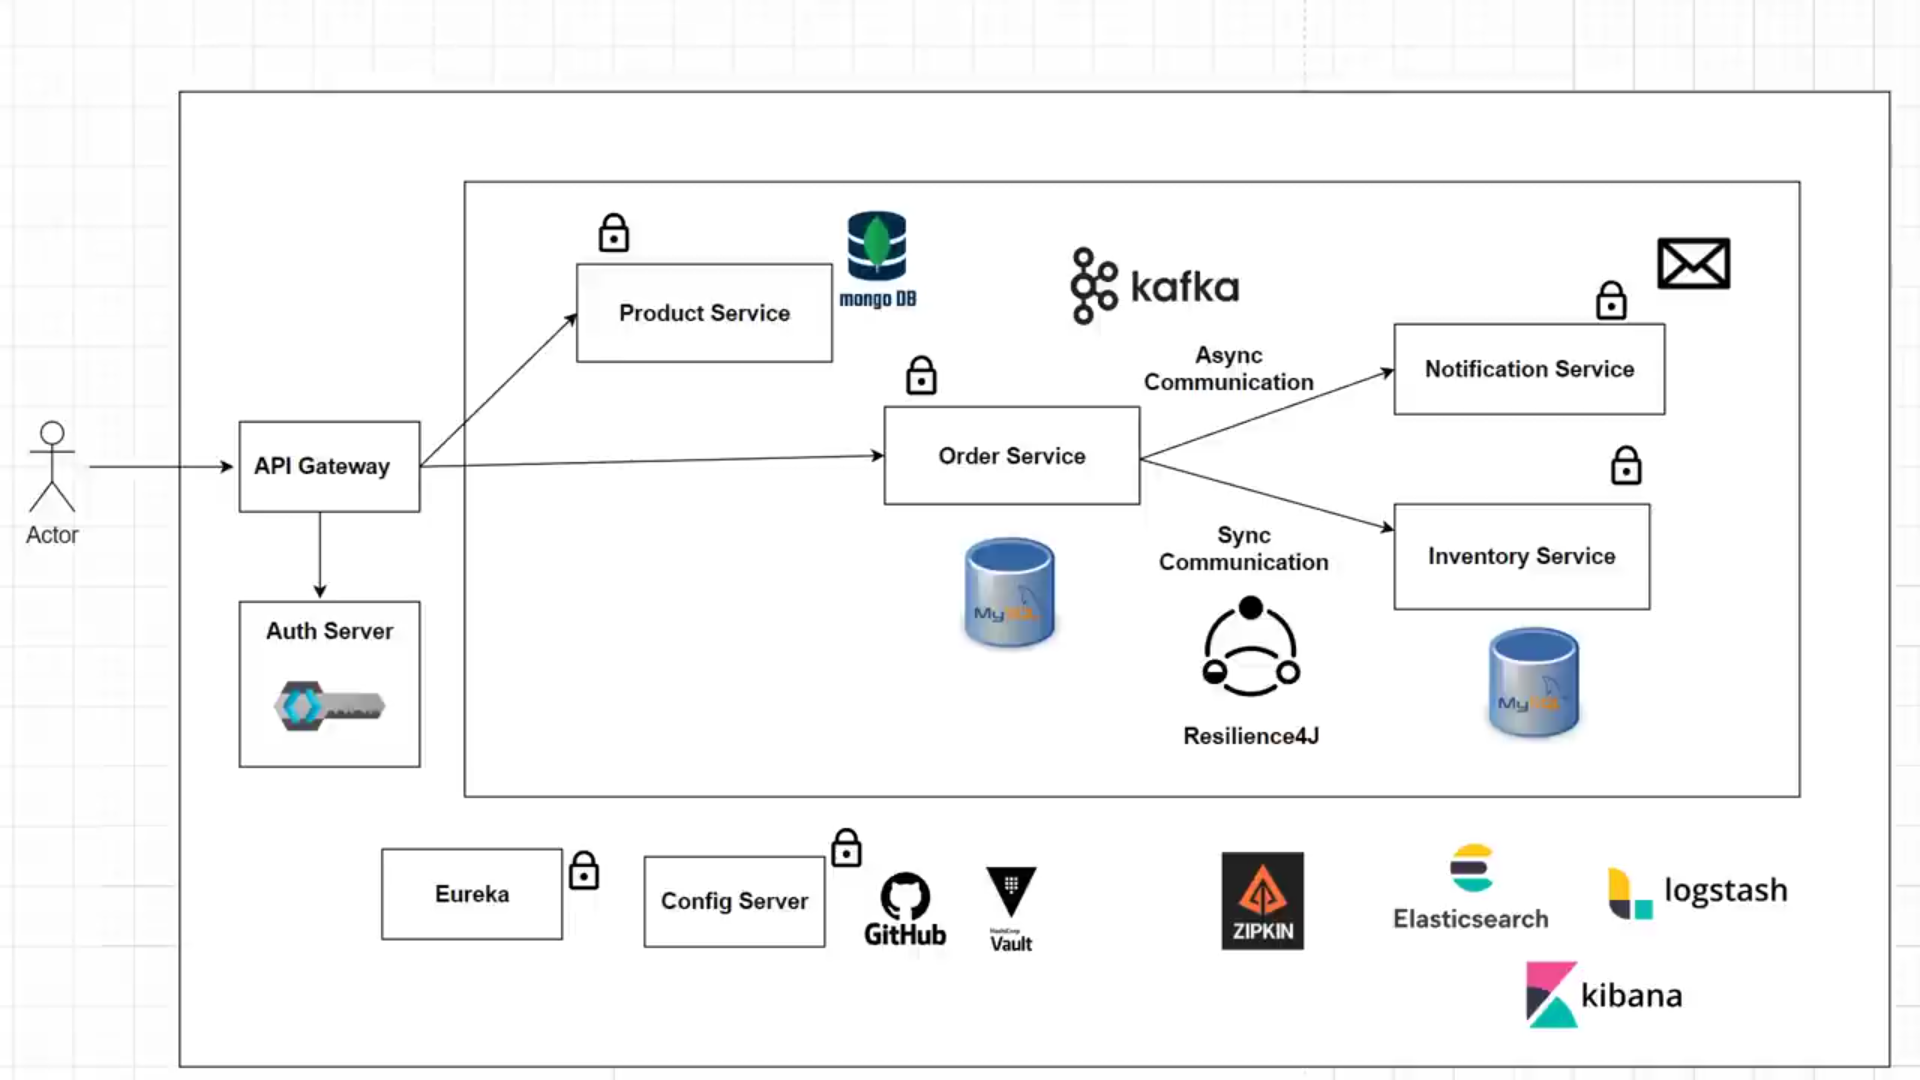 mongo DB
Product Service
kafka
Async
Communication
Notification Service
API Gateway
Order Service
Actor
Sync
Communication
Inventory Service
Auth Server
MySQL
MySQL
Resilience4J
Eureka
Config Server
GitHub
HashiCorp
Vault
ZIPKIN
Elasticsearch
logstash
kibana